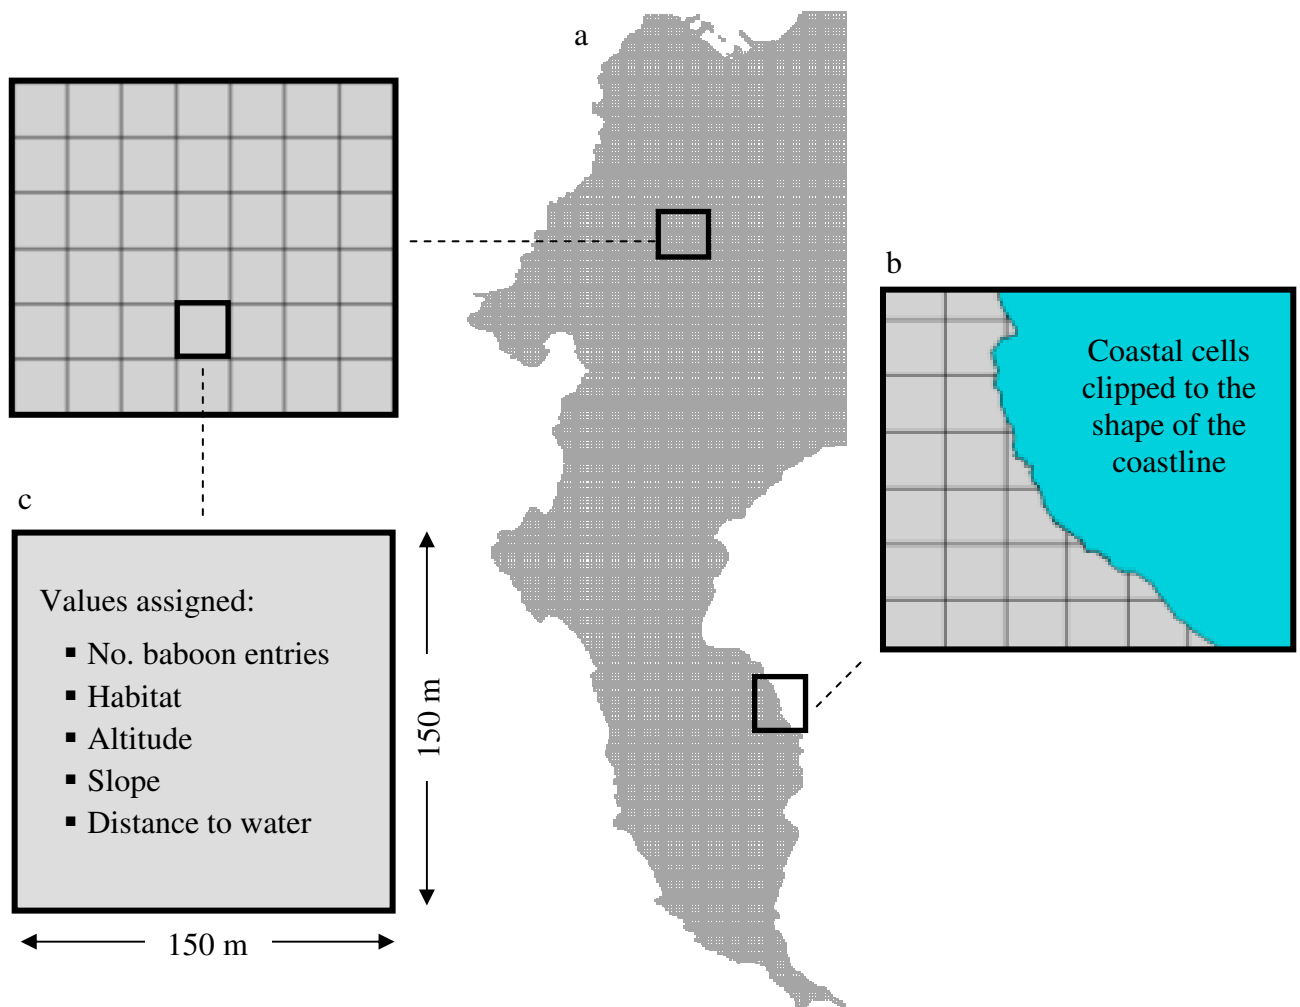 a
b
Coastal cells
clipped to the
shape of the
coastline
c
Values assigned:
▪ No. baboon entries
▪ Habitat
▪ Altitude
▪ Slope
▪ Distance to water
150 m
150 m